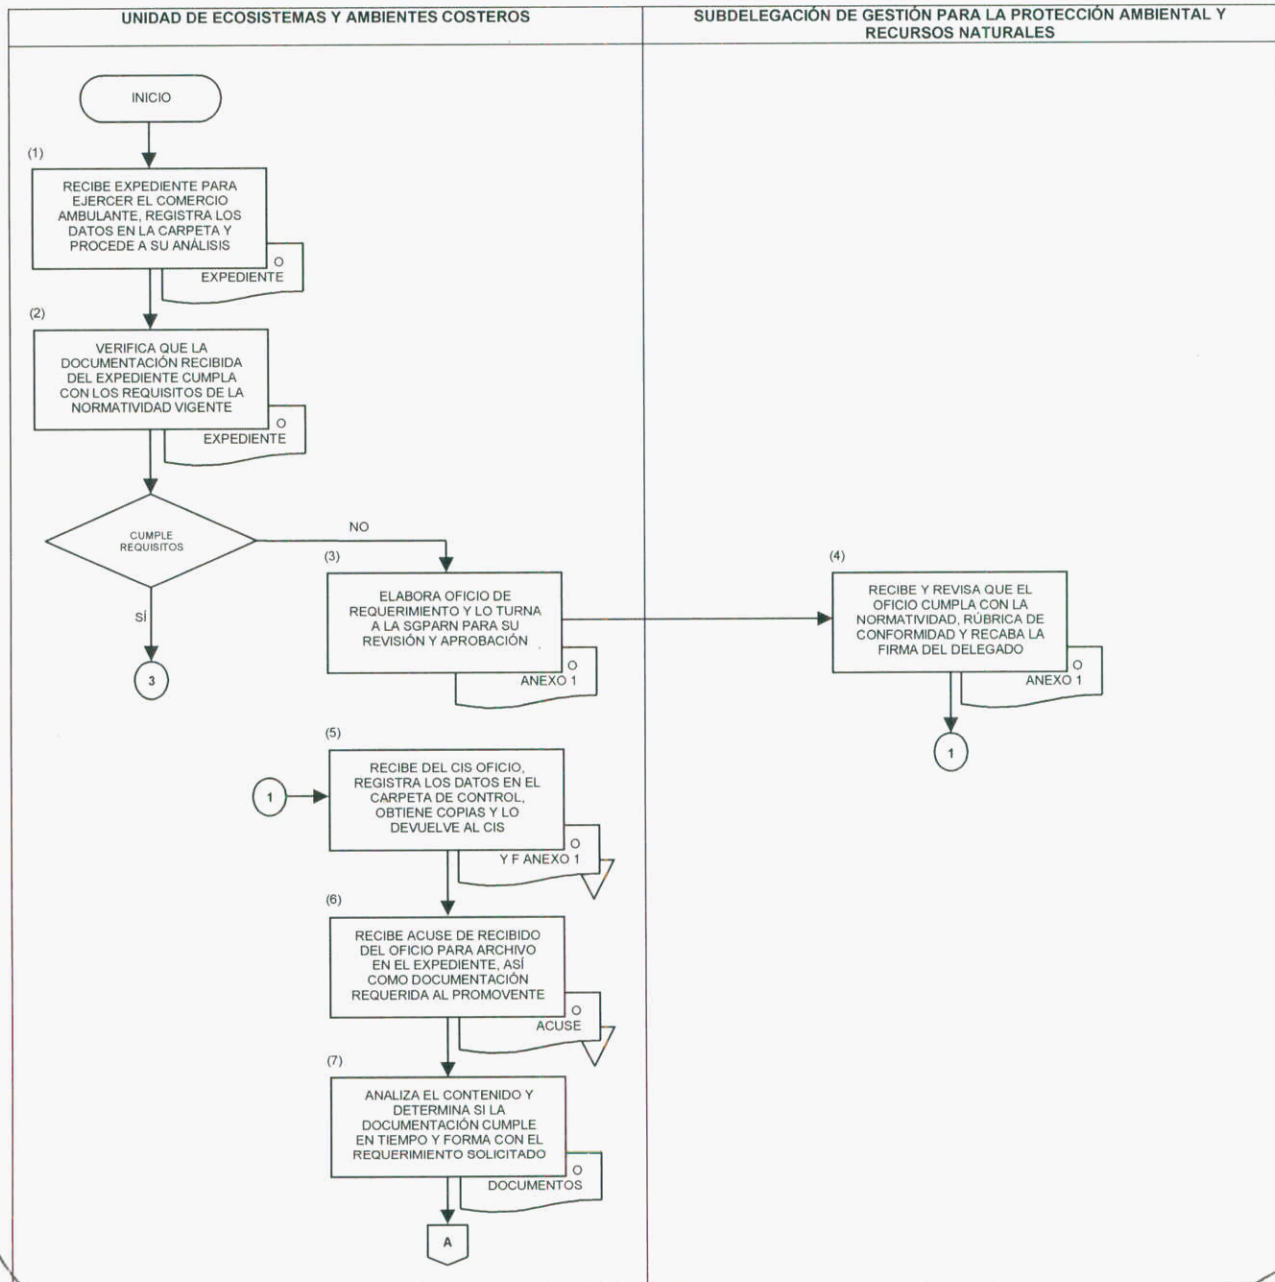 UNIDAD DE ECOSISTEMAS Y AMBIENTES COSTEROS
SUBDELEGACIÓN DE GESTIÓN PARA LA PROTECCIÓN AMBIENTAL Y
RECURSOS NATURALES
INICIO
(1)
RECIBE EXPEDIENTE PARA
EJERCER EL COMERCIO
AMBULANTE, REGISTRA LOS
DATOS EN LA CARPETA Y
PROCEDE A SU ANÁLISIS
O
EXPEDIENTE
(2)
VERIFICA QUE LA
DOCUMENTACIÓN RECIBIDA
DEL EXPEDIENTE CUMPLA
CON LOS REQUISITOS DE LA
NORMATIVIDAD VIGENTE
O
EXPEDIENTE
CUMPLE
REQUISITOS
NO
SÍ
3
(3)
ELABORA OFICIO DE
REQUERIMIENTO Y LO TURNA
A LA SGPARN PARA SU
REVISIÓN Y APROBACIÓN
O
ANEXO 1
(4)
RECIBE Y REVISA QUE EL
OFICIO CUMPLA CON LA
NORMATIVIDAD, RÚBRICA DE
CONFORMIDAD Y RECABA LA
FIRMA DEL DELEGADO
O
ANEXO 1
1
(5)
1
RECIBE DEL CIS OFICIO,
REGISTRA LOS DATOS EN EL
CARPETA DE CONTROL,
OBTIENE COPIAS Y LO
DEVUELVE AL CIS
O
Y F ANEXO 1
(6)
RECIBE ACUSE DE RECIBIDO
DEL OFICIO PARA ARCHIVO
EN EL EXPEDIENTE, ASÍ
COMO DOCUMENTACIÓN
REQUERIDA AL PROMOVENTE
O
ACUSE
(7)
ANALIZA EL CONTENIDO Y
DETERMINA SI LA
DOCUMENTACIÓN CUMPLE
EN TIEMPO Y FORMA CON EL
REQUERIMIENTO SOLICITADO
O
DOCUMENTOS
A